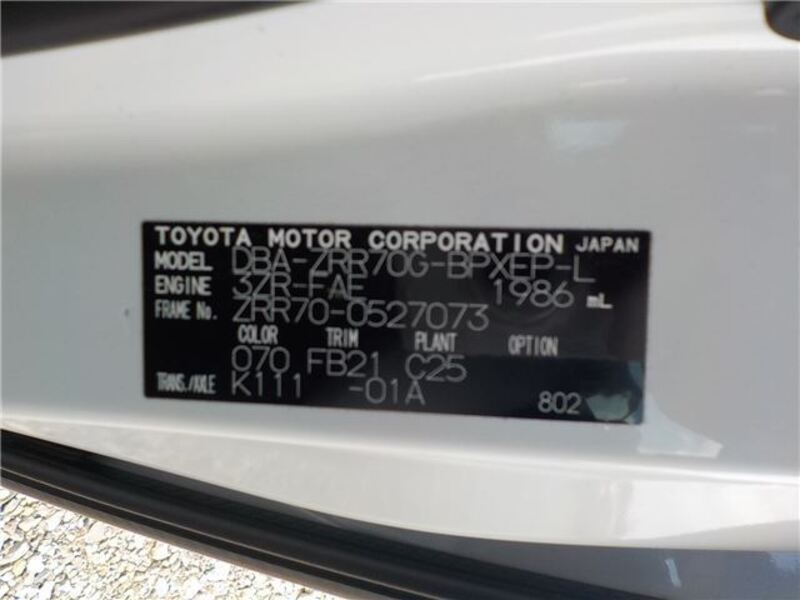 TOYOTA MOTOR CORPORATION JAPAN
MODEL DBA-ZRR70G-BPXEP-L
ENGINE 3ZR-FAE 1986 mL
FRAME No. ZRR70-0527073
COLOR TRIM PLANT OPTION
070 FB21 C25
TRANS./AXLE K111 -01A
802